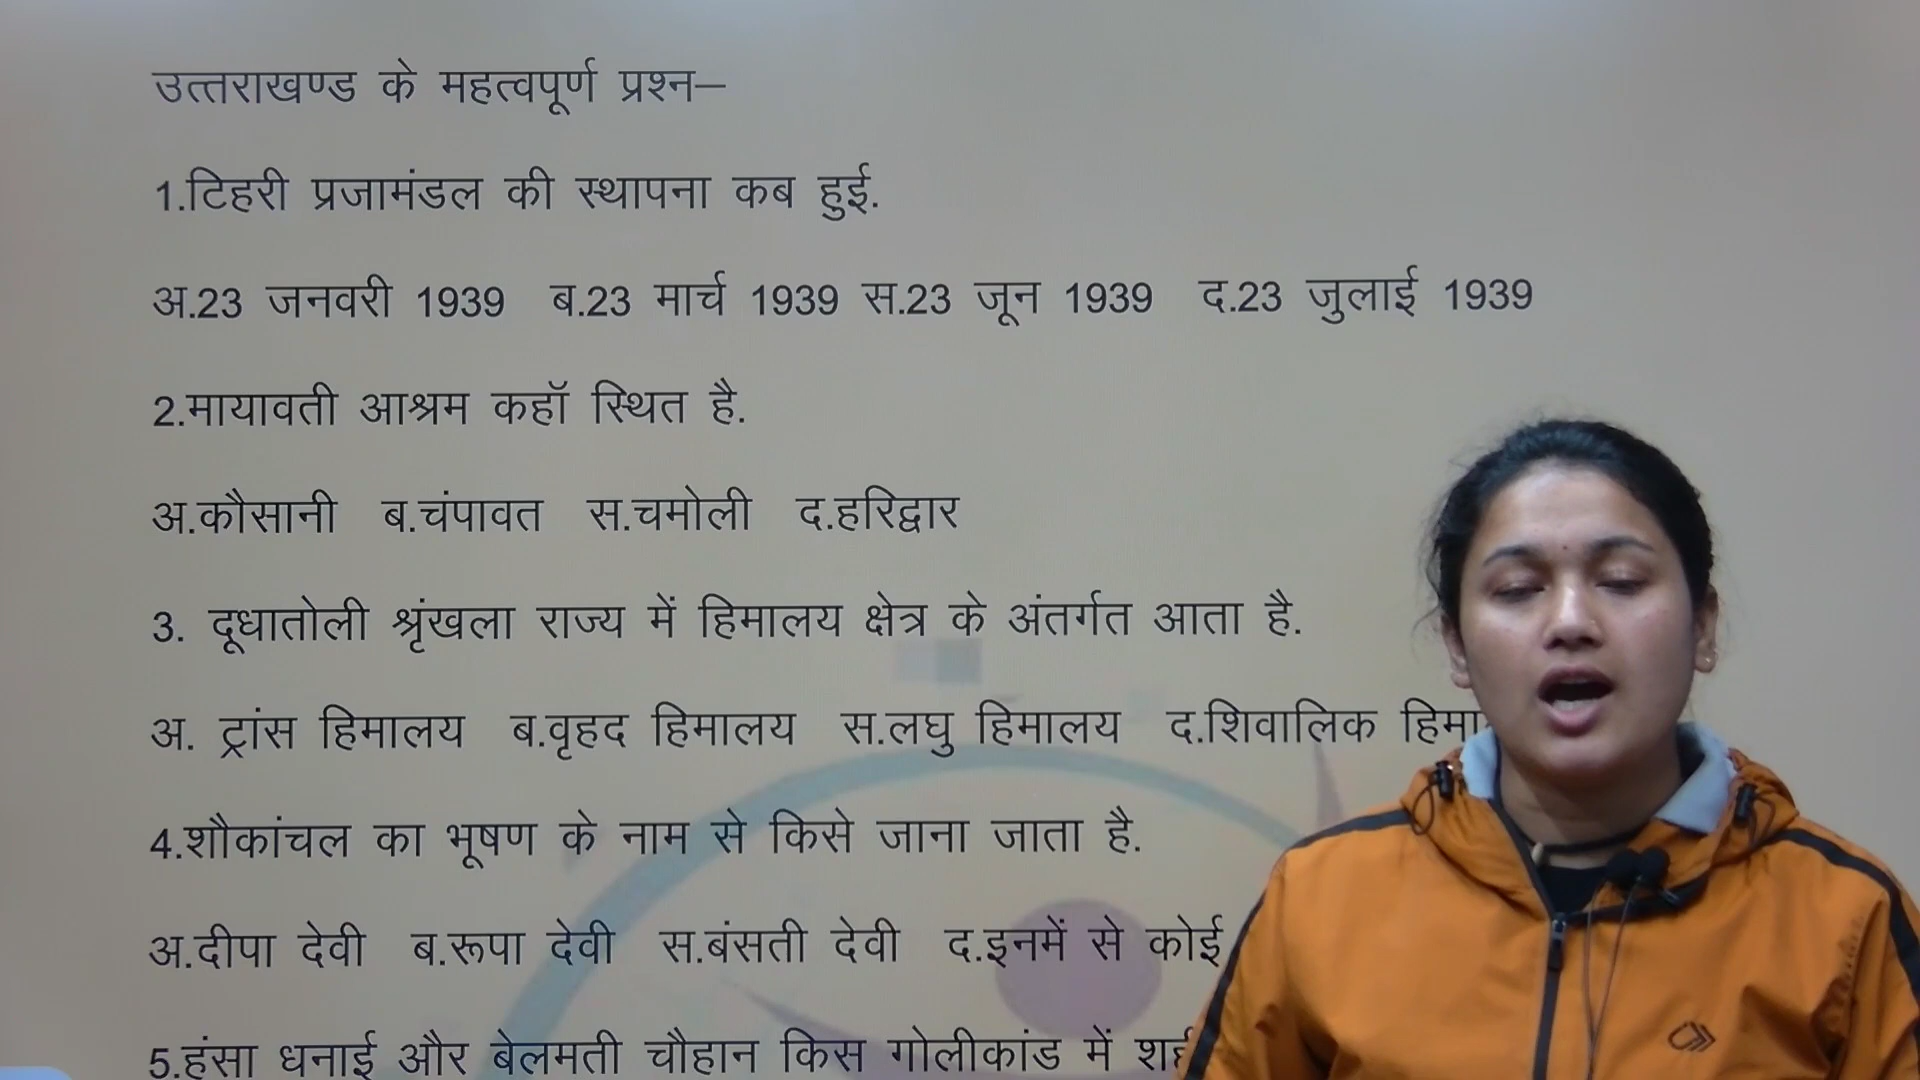 उत्तराखण्ड के महत्वपूर्ण प्रश्न–
1.टिहरी प्रजामंडल की स्थापना कब हुई.
अ.23 जनवरी 1939 ब.23 मार्च 1939 स.23 जून 1939 द.23 जुलाई 1939
2.मायावती आश्रम कहॉ स्थित है.
अ.कौसानी ब.चंपावत स.चमोली द.हरिद्वार
3. दूधातोली श्रृंखला राज्य में हिमालय क्षेत्र के अंतर्गत आता है.
अ. ट्रांस हिमालय ब.वृहद हिमालय स.लघु हिमालय द.शिवालिक
4.शौकांचल का भूषण के नाम से किसे जाना जाता है.
अ.दीपा देवी ब.रूपा देवी स.बंसती देवी द.इनमें से कोई
5.हंसा धनाई और बेलमती चौहान किस गोलीकांड में